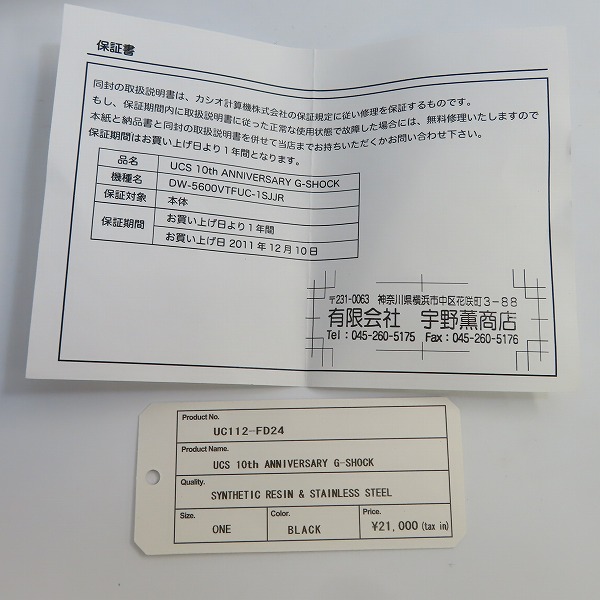 保証書
同封の取扱説明書は、カシオ計算機株式会社の保証規定に従い修理を保証するものです。
もし、保証期間内に取扱説明書に従った正常な使用状態で故障した場合には、無料修理いたしますので
本紙と納品書と同封の取扱説明書を併せて当店までお持ちいただくかお問い合わせ下さい。
保証期間はお買い上げ日より1年間となります。
品名 UCS 10th ANNIVERSARY G-SHOCK
機種名 DW-5600VTFUC-1SJJR
保証対象 本体
保証期間 お買い上げ日より1年間
お買い上げ日 2011年12月10日
〒231-0063 神奈川県横浜市中区花咲町3-88
有限会社 宇野薫商店
Tel：045-260-5175 Fax：045-260-5176
Product No.
UC112-FD24
Product Name.
UCS 10th ANNIVERSARY G-SHOCK
Quality.
SYNTHETIC RESIN & STAINLESS STEEL
Size. Color. Price.
ONE BLACK ¥21,000 (tax in)